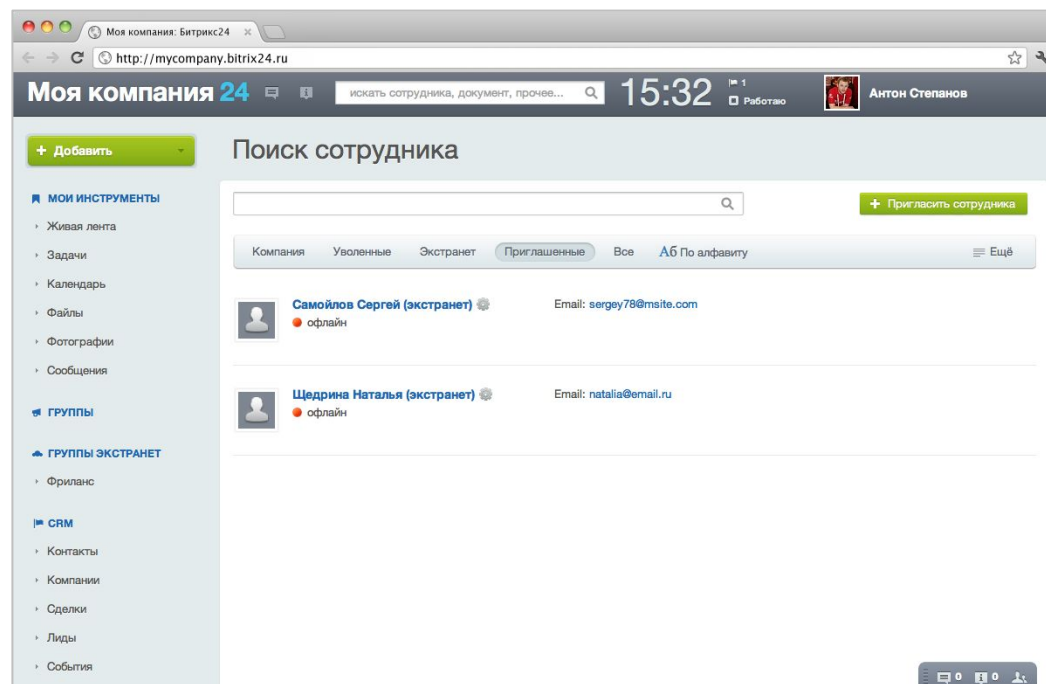 Моя компания: Битрикс24
http://mycompany.bitrix24.ru
Моя компания 24
искать сотрудника, документ, прочее...
15:32
1
Работаю
Антон Степанов
Добавить
Поиск сотрудника
МОИ ИНСТРУМЕНТЫ
Живая лента
Задачи
Календарь
Файлы
Фотографии
Сообщения
ГРУППЫ
ГРУППЫ ЭКСТРАНЕТ
Фриланс
CRM
Контакты
Компании
Сделки
Лиды
События
Пригласить сотрудника
Компания Уволенные Экстранет Приглашенные Все Аб По алфавиту Ещё
Самойлов Сергей (экстранет) Email: sergey78@msite.com
офлайн
Щедрина Наталья (экстранет) Email: natalia@email.ru
офлайн
0 0